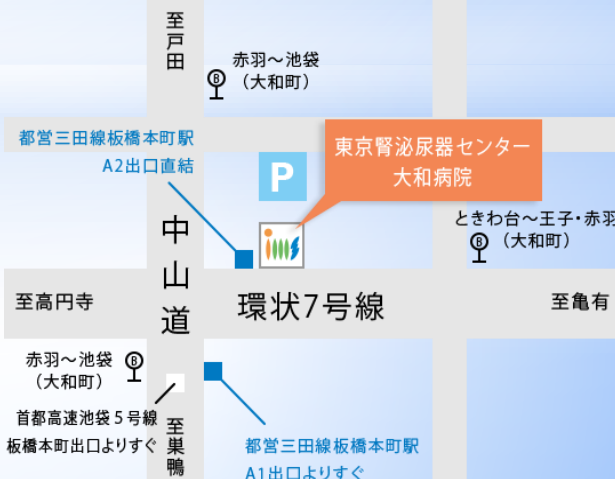 至戸田
赤羽～池袋
（大和町）
B
都営三田線板橋本町駅
A2出口直結
P
東京腎泌尿器センター
大和病院
ims
中山道
ときわ台～王子・赤羽
（大和町）
B
至高円寺
環状7号線
至亀有
赤羽～池袋
（大和町）
B
首都高速池袋5号線
板橋本町出口よりすぐ
至巣鴨
都営三田線板橋本町駅
A1出口よりすぐ